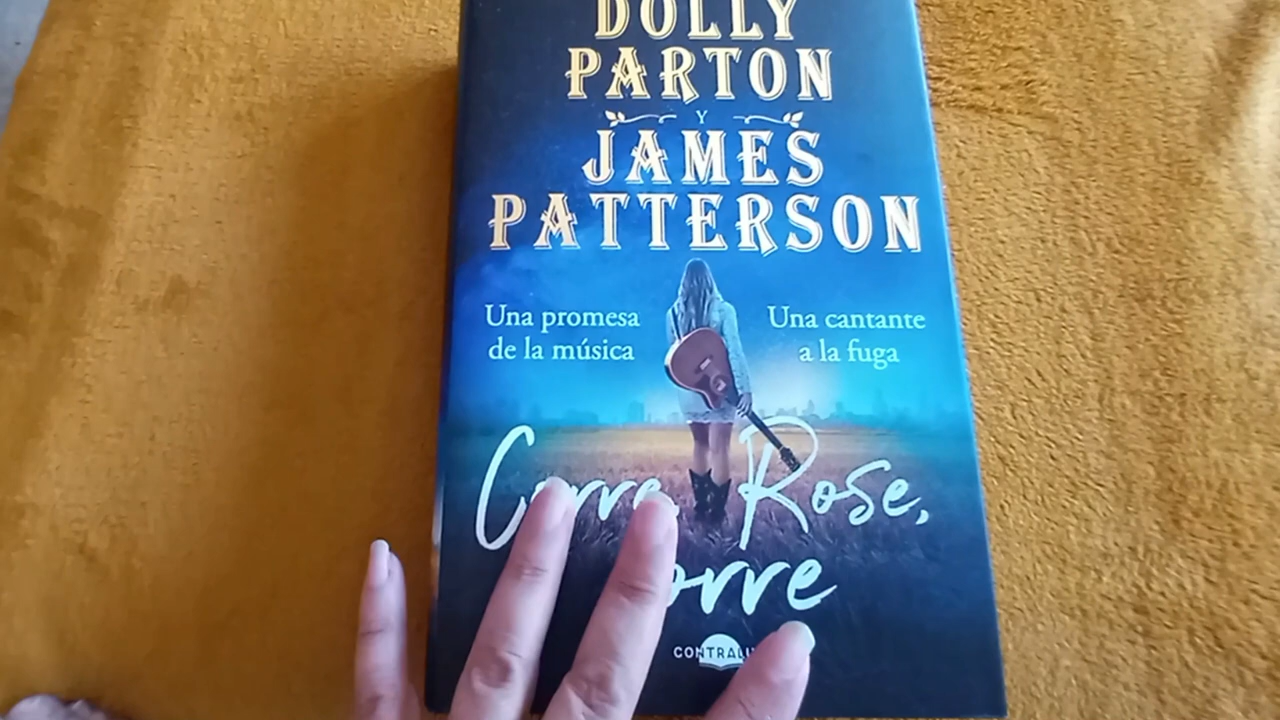 DOLLY
PARTON
Y
JAMES
PATTERSON
Una promesa
de la música
Una cantante
a la fuga
Rose,